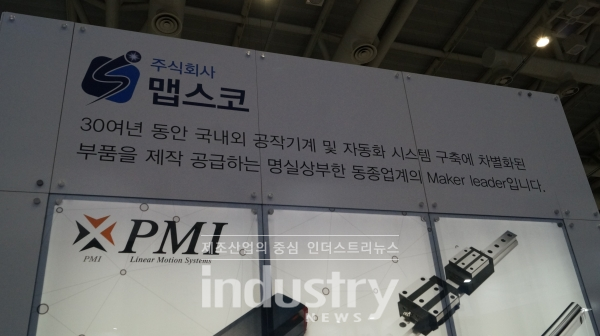 주식회사
맵스코
30여년 동안 국내외 공작기계 및 자동화 시스템 구축에 차별화된
부품을 제작 공급하는 명실상부한 동종업계의 Maker leader입니다.
PMI
PMI
Linear Motion Systems
제조산업의 중심 인더스트리뉴스
industry
NEWS